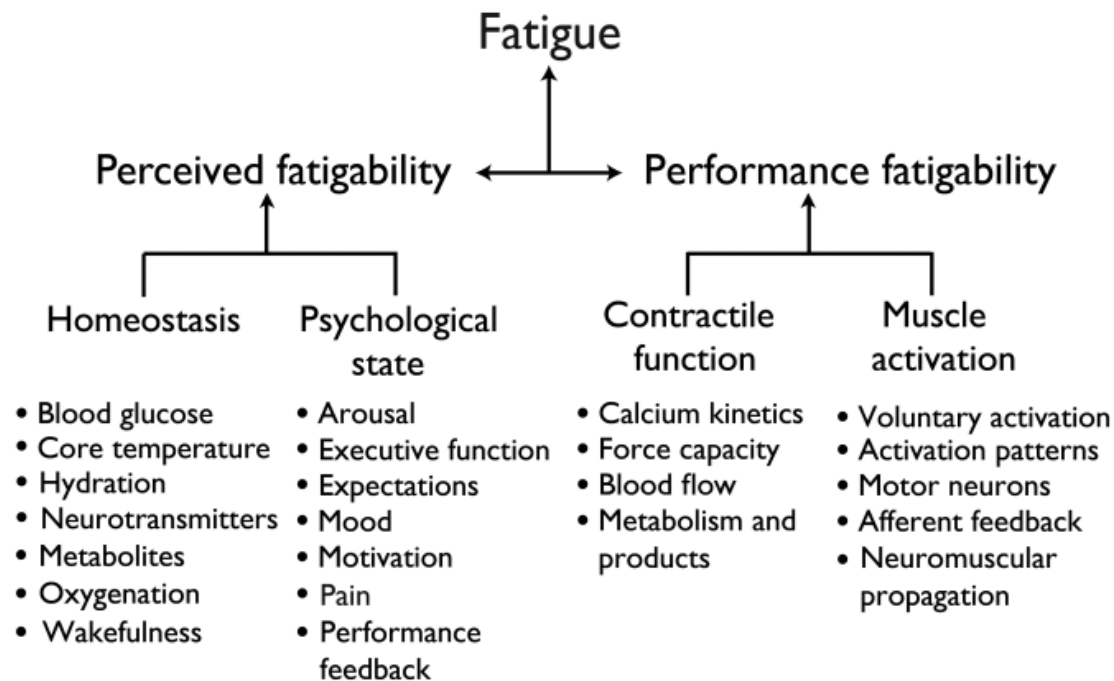 Fatigue
Perceived fatigability
Performance fatigability
Homeostasis
• Blood glucose
• Core temperature
• Hydration
• Neurotransmitters
• Metabolites
• Oxygenation
• Wakefulness
Psychological
state
• Arousal
• Executive function
• Expectations
• Mood
• Motivation
• Pain
• Performance
feedback
Contractile
function
• Calcium kinetics
• Force capacity
• Blood flow
• Metabolism and
products
Muscle
activation
• Voluntary activation
• Activation patterns
• Motor neurons
• Afferent feedback
• Neuromuscular
propagation